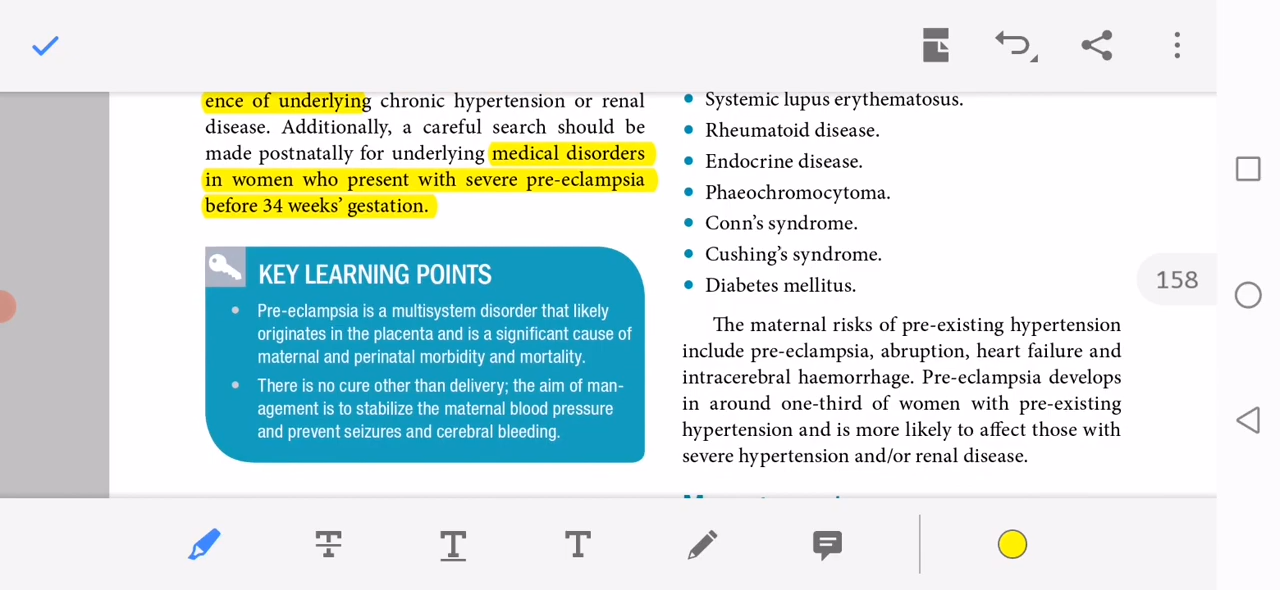 ence of underlying chronic hypertension or renal
disease. Additionally, a careful search should be
made postnatally for underlying medical disorders
in women who present with severe pre-eclampsia
before 34 weeks’ gestation.
KEY LEARNING POINTS
• Pre-eclampsia is a multisystem disorder that likely
originates in the placenta and is a significant cause of
maternal and perinatal morbidity and mortality.
• There is no cure other than delivery; the aim of man-
agement is to stabilize the maternal blood pressure
and prevent seizures and cerebral bleeding.
• Systemic lupus erythematosus.
• Rheumatoid disease.
• Endocrine disease.
• Phaeochromocytoma.
• Conn’s syndrome.
• Cushing’s syndrome.
• Diabetes mellitus.
The maternal risks of pre-existing hypertension
include pre-eclampsia, abruption, heart failure and
intracerebral haemorrhage. Pre-eclampsia develops
in around one-third of women with pre-existing
hypertension and is more likely to affect those with
severe hypertension and/or renal disease.
158
T
T
T